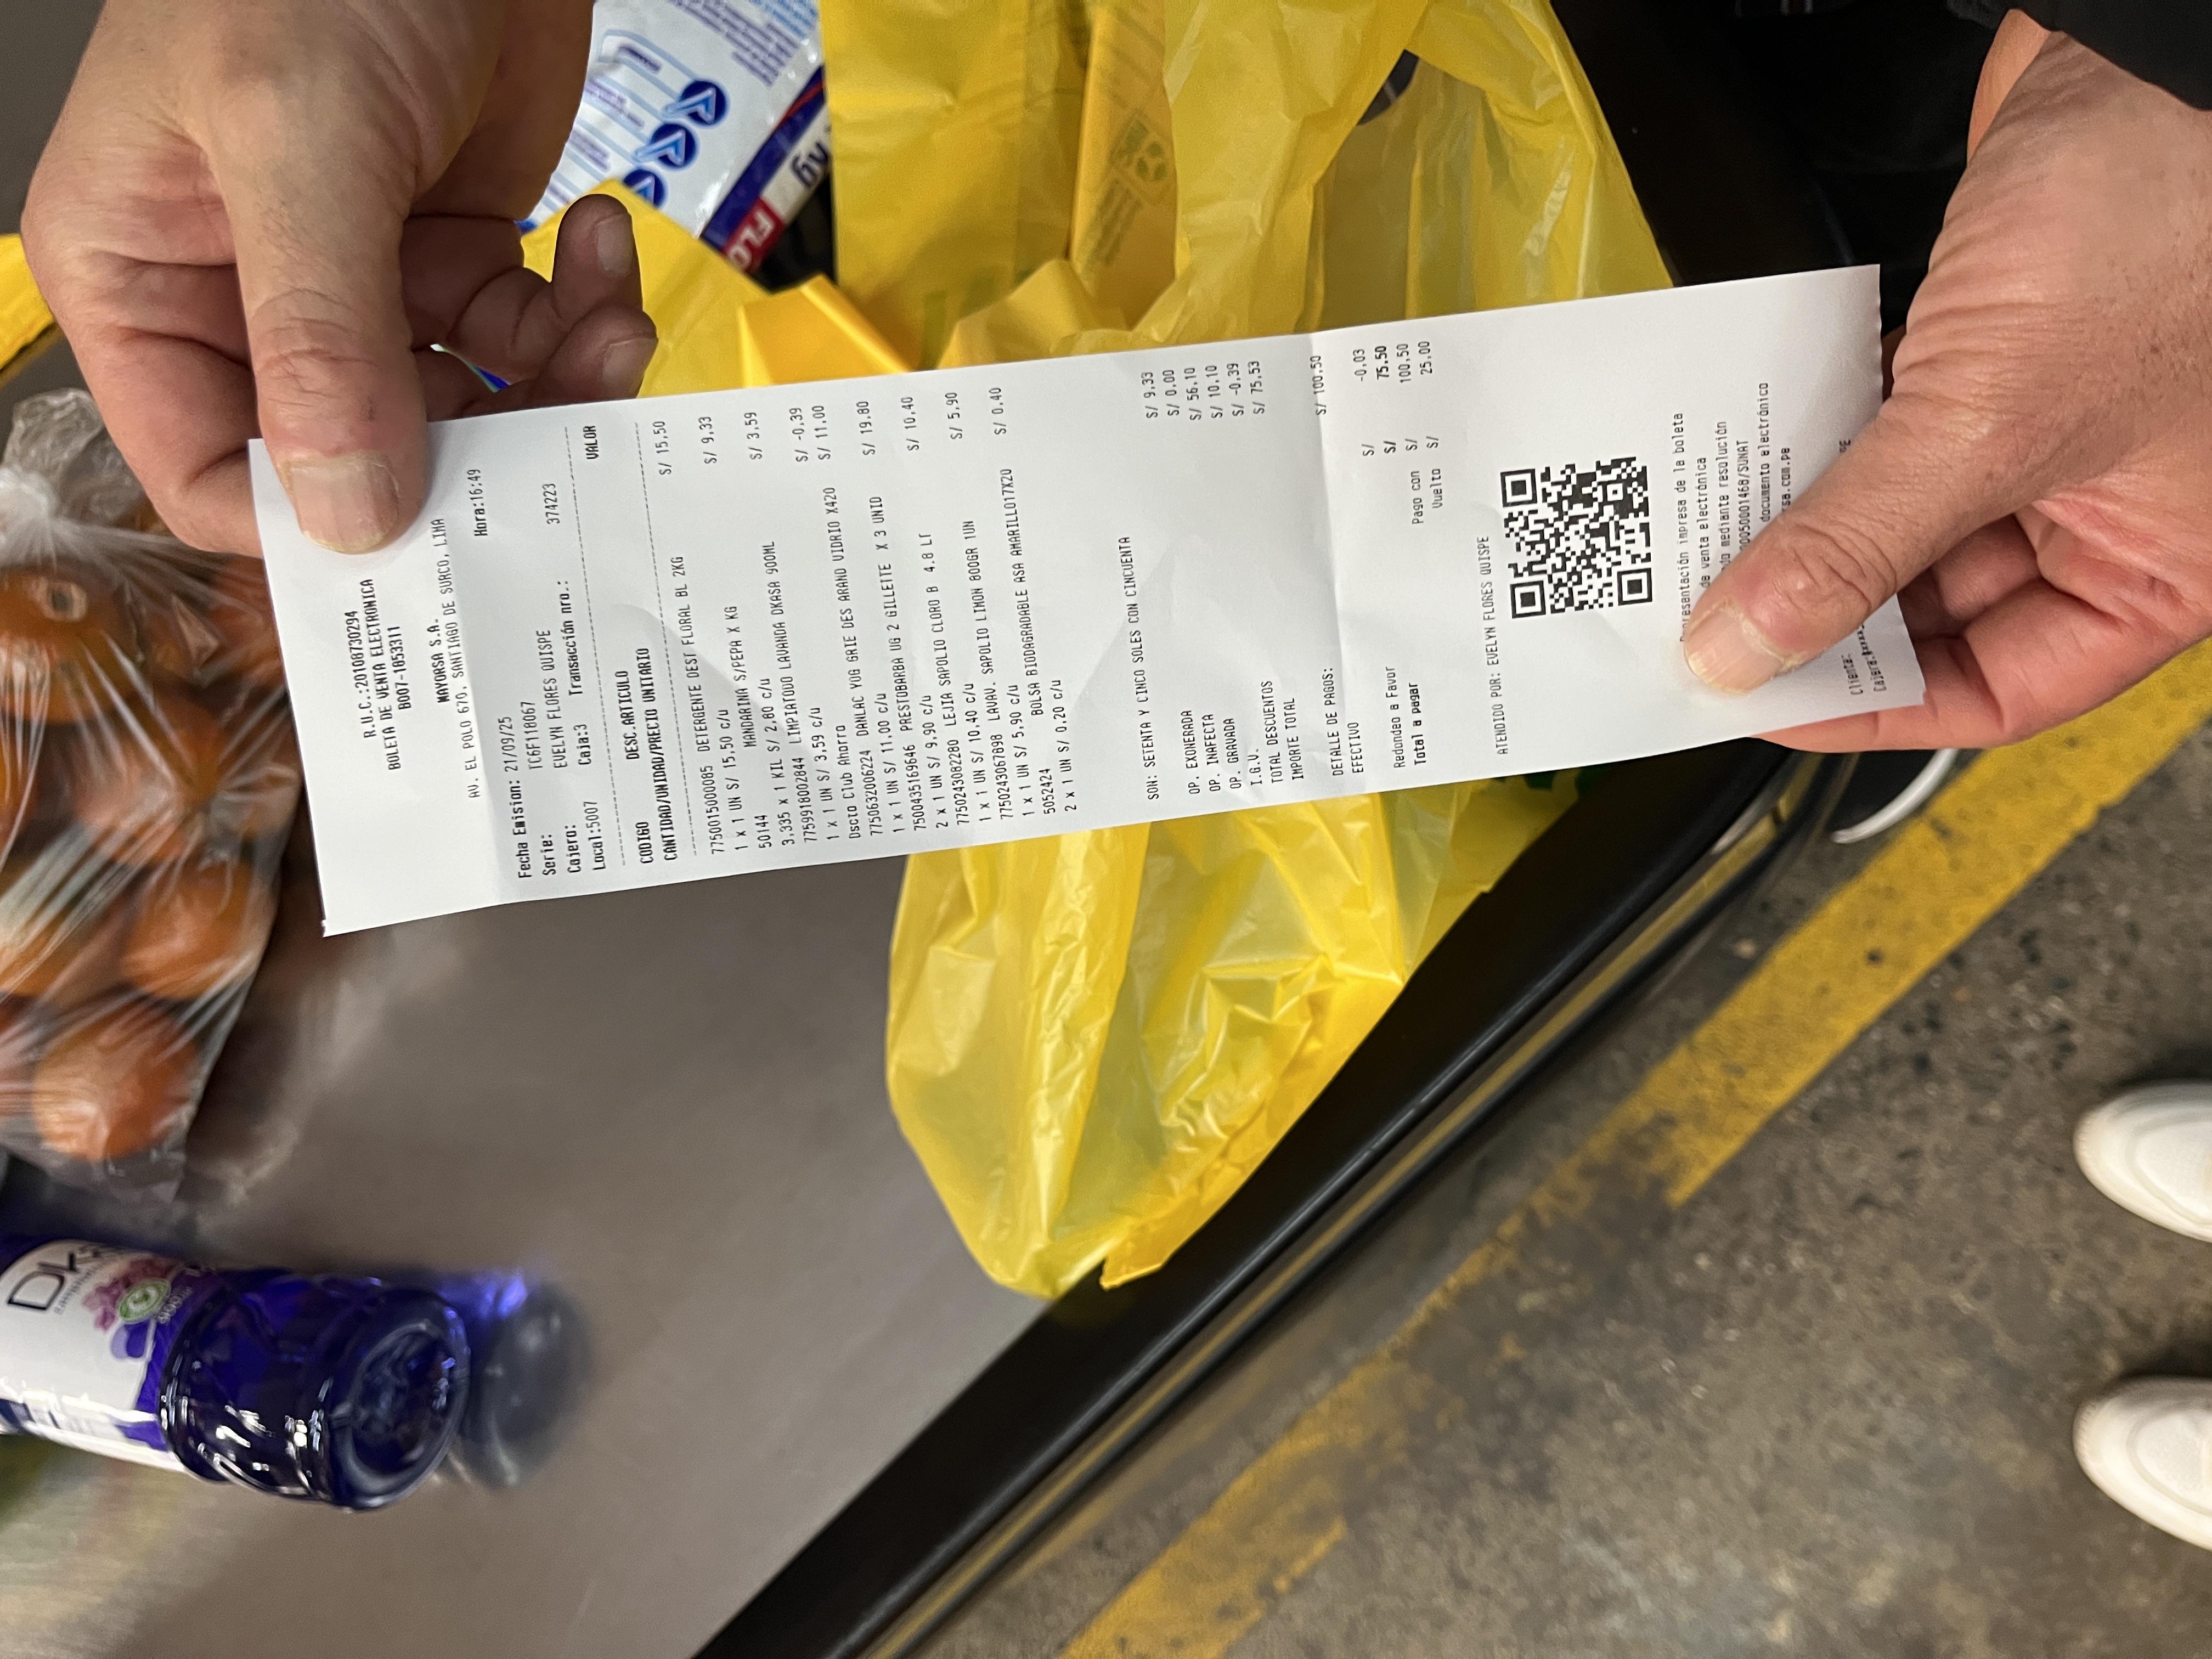 DK
R.U.C.:20108730294
BOLETA DE VENTA ELECTRONICA
B007-1853311
MAYORSA S.A.
AV. EL POLO 670, SANTIAGO DE SURCO, LIMA
Hora:16:49
Fecha Emision: 21/09/25
Serie: TC6F118067
Cajero: EVELYN FLORES QUISPE
Local:5007 Caja:3 Transacción nro.: 374223
VALOR
CODIGO DESC.ARTICULO
CANTIDAD/UNIDAD/PRECIO UNITARIO
7750015000085 DETERGENTE DEST FLORAL BL 2KG S/ 15,50
1 x 1 UN S/ 15,50 c/u
50144 MANDARINA S/PEPA X KG S/ 9,33
3,335 x 1 KIL S/ 2,80 c/u
7759918002844 LIMPIATODO LAVANDA DKASA 900ML S/ 3,59
1 x 1 UN S/ 3,59 c/u
Dscto Club Ahorro S/ -0,39
7750632006224 DANLAC YOG GRIE DES ARAND VIDRIO X420 S/ 11,00
1 x 1 UN S/ 11,00 c/u
7500435169646 PRESTOBARBA UG 2 GILLETTE X 3 UNID S/ 19,80
2 x 1 UN S/ 9,90 c/u
7750243082280 LEJIA SAPOLIO CLORO B 4.8 LT S/ 10,40
1 x 1 UN S/ 10,40 c/u
7750243067898 LAVAV. SAPOLIO LIMON 800GR 1UN S/ 5,90
1 x 1 UN S/ 5,90 c/u
5052424 BOLSA BIODAGRADABLE ASA AMARILLO17X20 S/ 0,40
2 x 1 UN S/ 0,20 c/u
SON: SETENTA Y CINCO SOLES CON CINCUENTA
OP. EXONERADA S/ 9,33
OP. INAFECTA S/ 0,00
OP. GRAVADA S/ 56,10
I.G.V. S/ 10,10
TOTAL DESCUENTOS S/ -0,39
IMPORTE TOTAL S/ 75,53
DETALLE DE PAGOS:
EFECTIVO S/ 100,50
Redondeo a Favor S/ -0,03
Total a pagar S/ 75.50
Pago con S/ 100,50
Vuelto S/ 25,00
ATENDIDO POR: EVELYN FLORES QUISPE
presentación impresa de la boleta
de venta electrónica
mediante resolución
0050001468/SUNAT
documento electrónico
sa.com.pe
Cliente:
Cajera:
PE
FLO